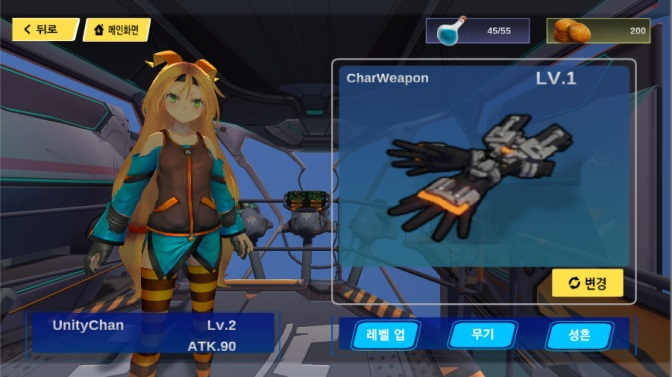 뒤로
메인화면
45/55
200
CharWeapon
LV.1
변경
UnityChan
Lv.2
ATK.90
레벨 업
무기
성흔